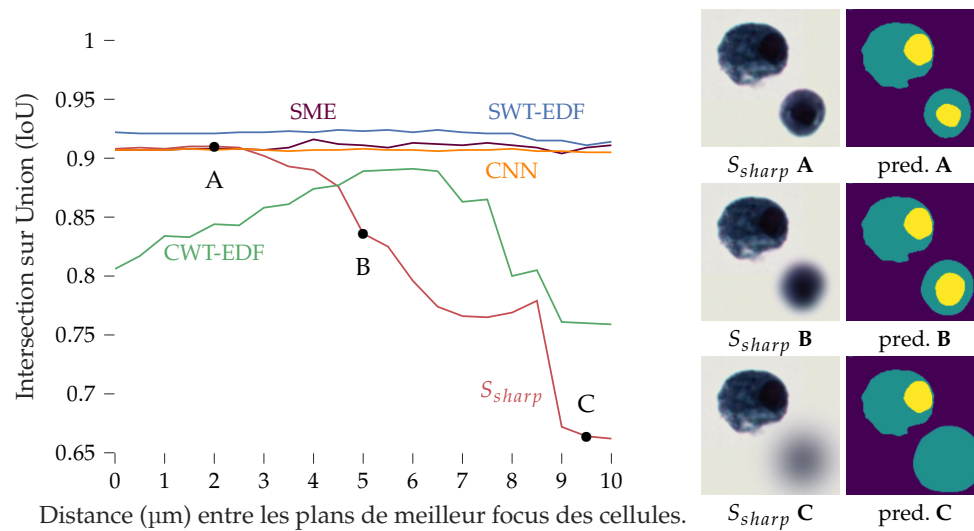 Intersection sur Union (IoU)
1
0.95
0.9
0.85
0.8
0.75
0.7
0.65
0 1 2 3 4 5 6 7 8 9 10
Distance (µm) entre les plans de meilleur focus des cellules.
SME
SWT-EDF
CNN
CWT-EDF
S_sharp
A
B
C
S_sharp A
pred. A
S_sharp B
pred. B
S_sharp C
pred. C